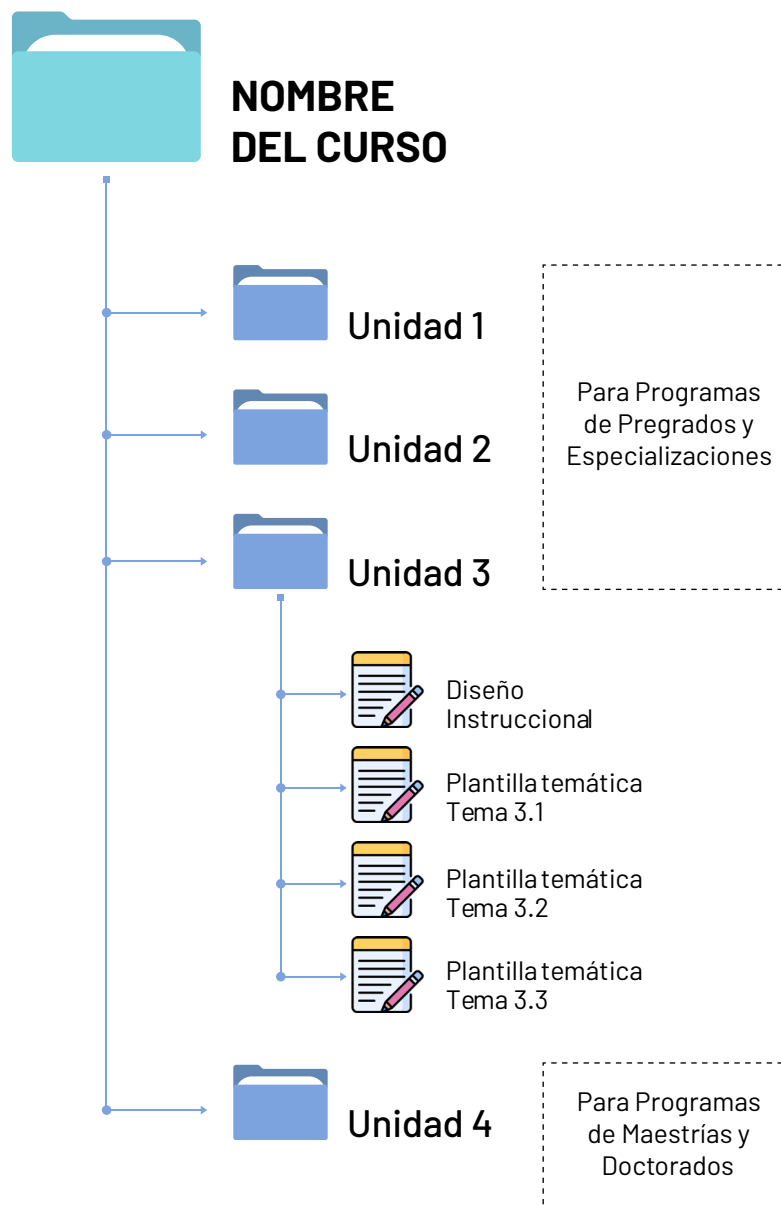 NOMBRE
DEL CURSO
Unidad 1
Para Programas
de Pregrados y
Especializaciones
Unidad 2
Unidad 3
Diseño
Instruccional
Plantilla temática
Tema 3.1
Plantilla temática
Tema 3.2
Plantilla temática
Tema 3.3
Unidad 4
Para Programas
de Maestrías y
Doctorados